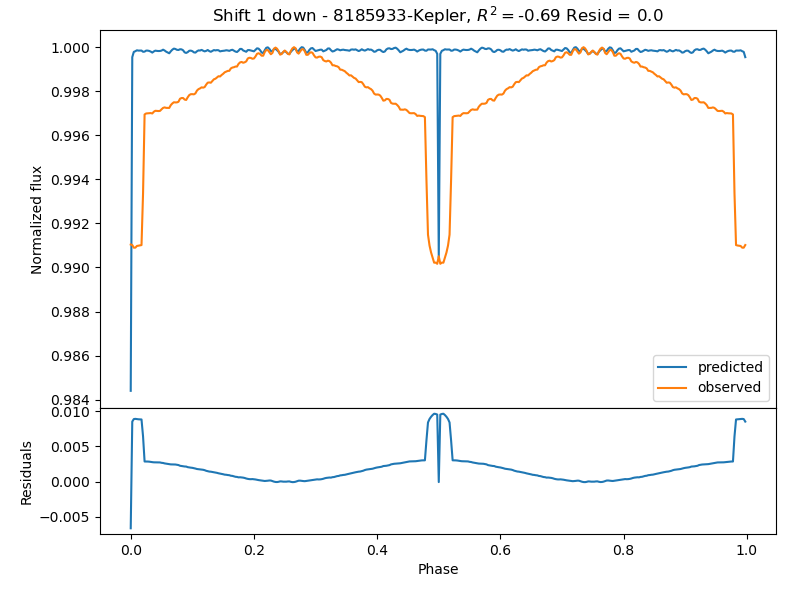 Shift 1 down - 8185933-Kepler, R² = -0.69 Resid = 0.0
Normalized flux
1.000
0.998
0.996
0.994
0.992
0.990
0.988
0.986
0.984
predicted
observed
Residuals
0.010
0.005
0.000
−0.005
0.0 0.2 0.4 0.6 0.8 1.0
Phase